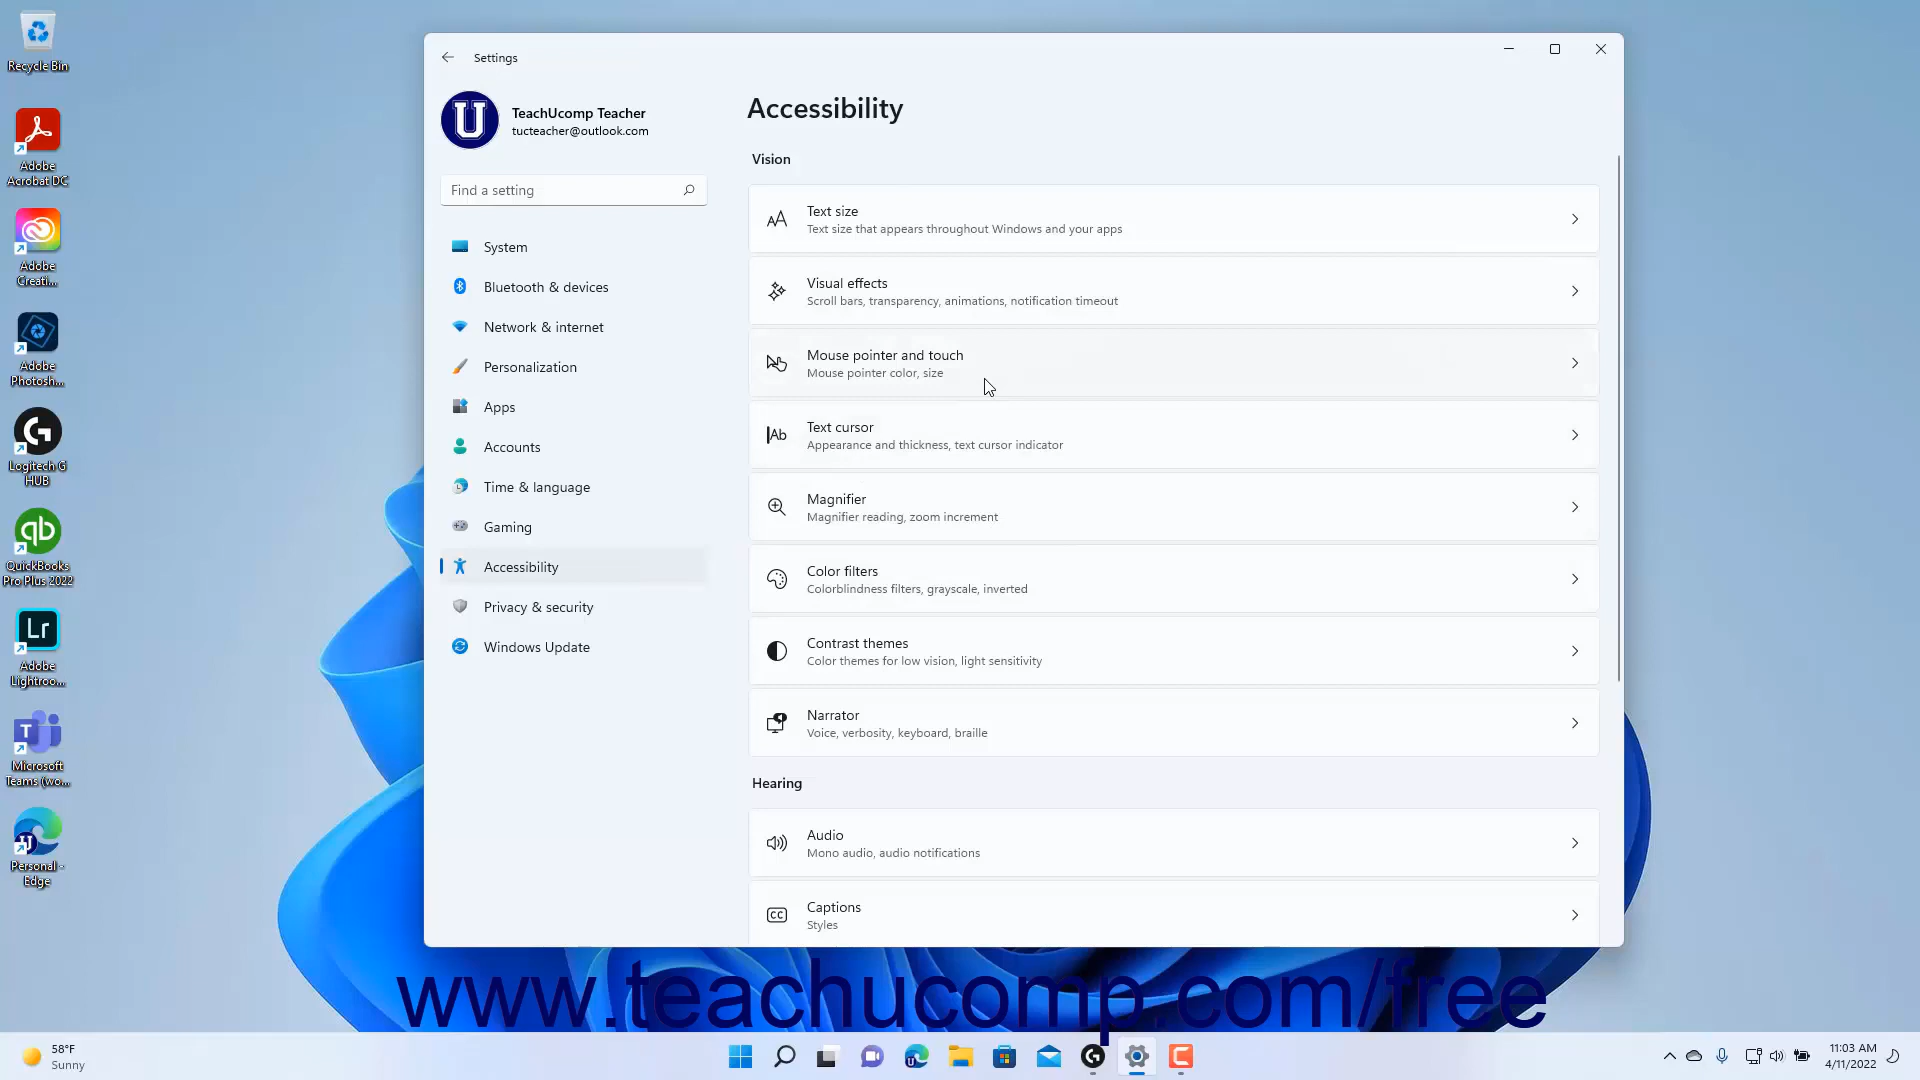 Recycle Bin
Adobe
Acrobat DC
Adobe
Creati...
Adobe
Photosh...
Logitech G
HUB
QuickBooks
Pro Plus 2022
Adobe
Lightroo...
Microsoft
Teams (wo...
Personal -
Edge
Settings
TeachUcomp Teacher
tucteacher@outlook.com
Find a setting
System
Bluetooth & devices
Network & internet
Personalization
Apps
Accounts
Time & language
Gaming
Accessibility
Privacy & security
Windows Update
Accessibility
Vision
Text size
Text size that appears throughout Windows and your apps
Visual effects
Scroll bars, transparency, animations, notification timeout
Mouse pointer and touch
Mouse pointer color, size
Text cursor
Appearance and thickness, text cursor indicator
Magnifier
Magnifier reading, zoom increment
Color filters
Colorblindness filters, grayscale, inverted
Contrast themes
Color themes for low vision, light sensitivity
Narrator
Voice, verbosity, keyboard, braille
Hearing
Audio
Mono audio, audio notifications
Captions
Styles
www.teachucomp.com/free
58°F
Sunny
11:03 AM
4/11/2022